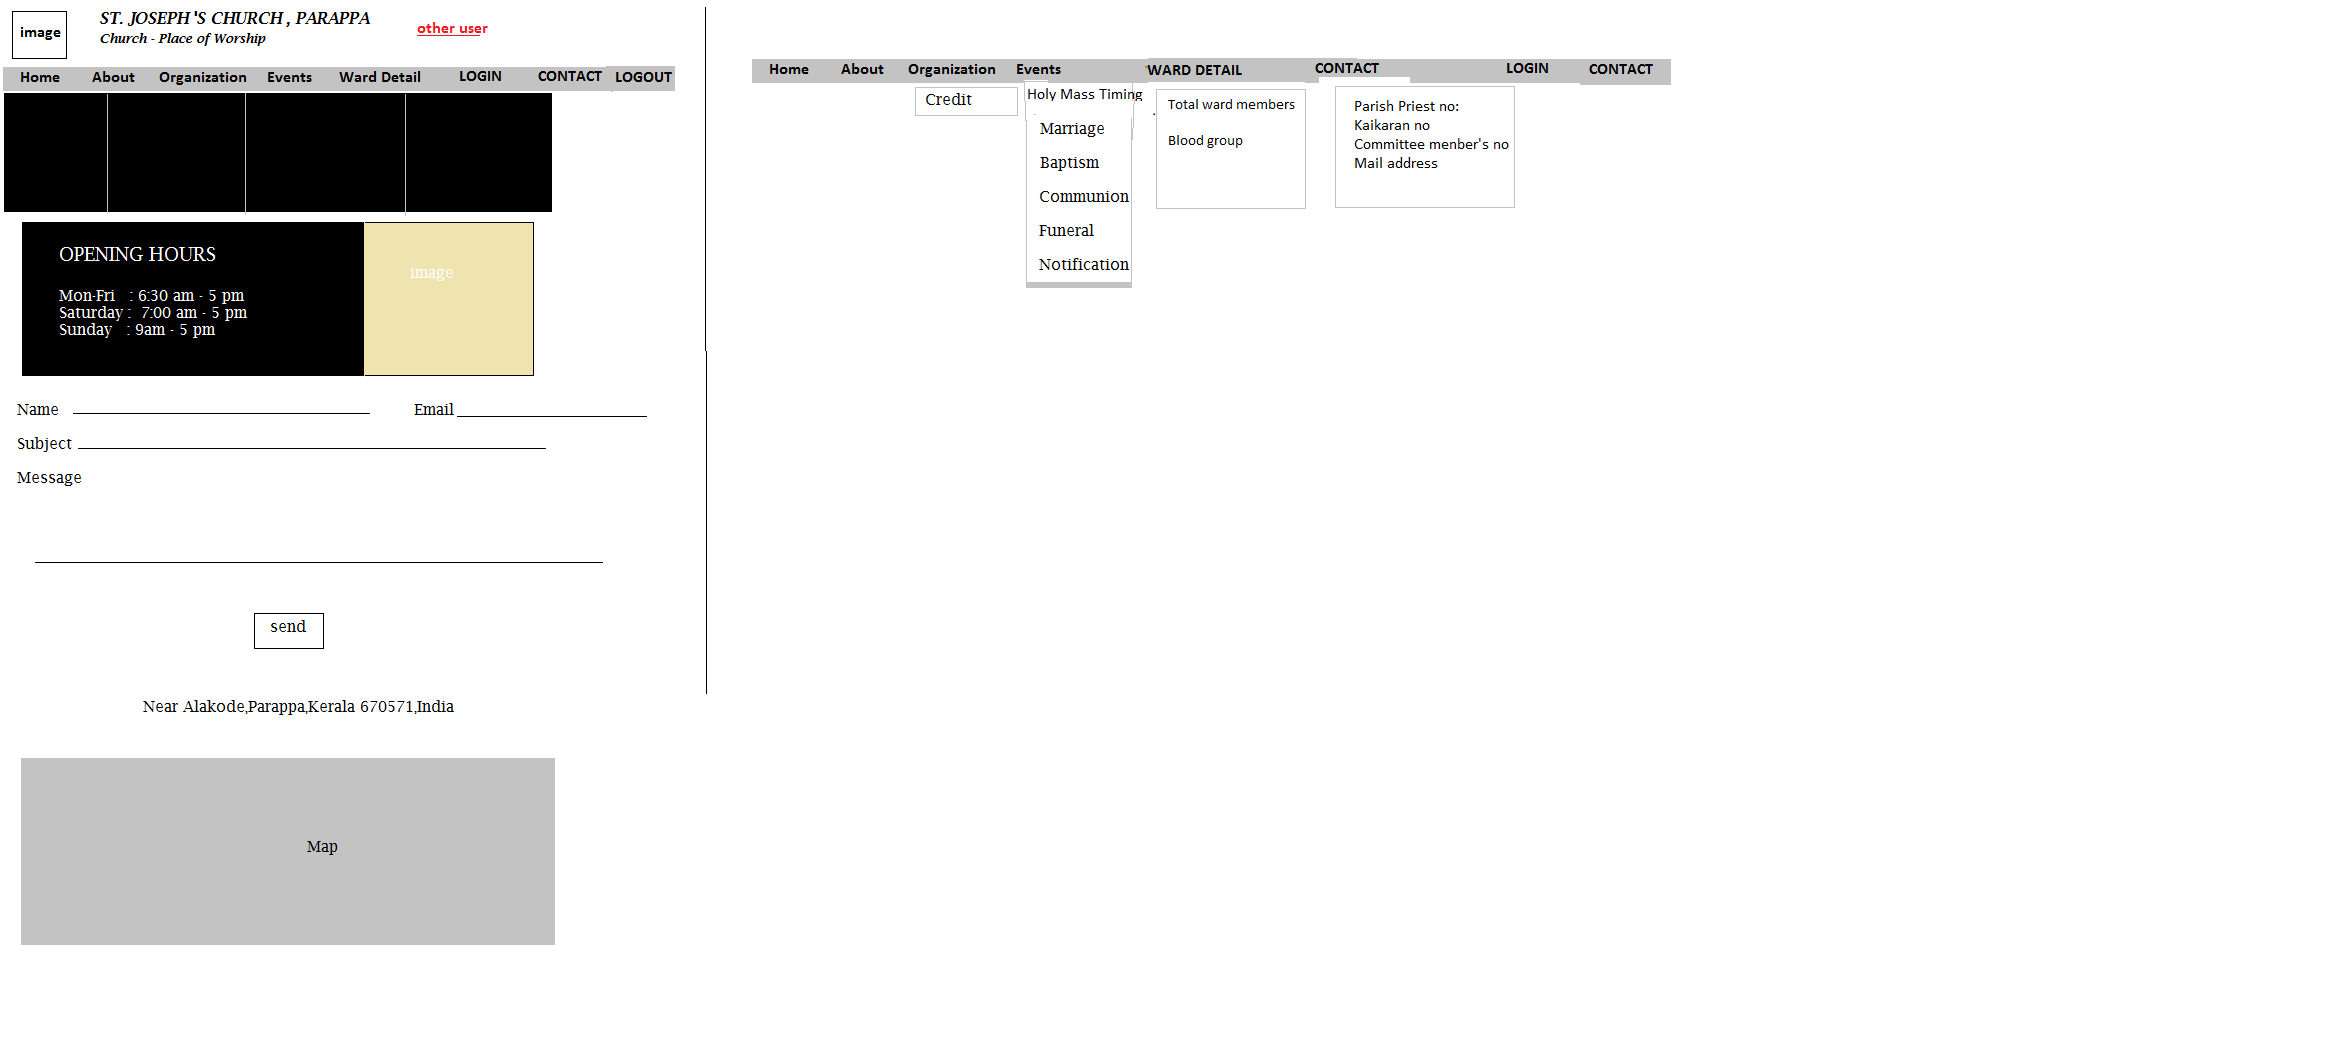 image
ST. JOSEPH'S CHURCH , PARAPPA
Church - Place of Worship
other user
Home About Organization Events Ward Detail LOGIN CONTACT LOGOUT
OPENING HOURS
image
Mon-Fri : 6:30 am - 5 pm
Saturday : 7:00 am - 5 pm
Sunday : 9am - 5 pm
Name Email
Subject
Message
send
Near Alakode,Parappa,Kerala 670571,India
Map
Home About Organization Events WARD DETAIL CONTACT LOGIN CONTACT
Credit
Holy Mass Timing
Marriage
Baptism
Communion
Funeral
Notification
Total ward members
Blood group
Parish Priest no:
Kaikaran no
Committee menber's no
Mail address